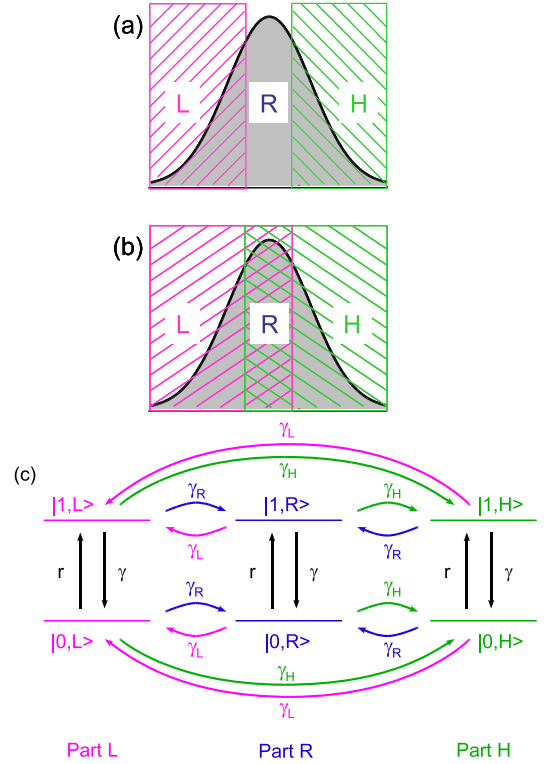 (a)
L R H
(b)
L R H
γL
(c)
γH
|1,L> γR |1,R> γH |1,H>
γL γR
r γ r γ r γ
γR γH
|0,L> γL |0,R> γR |0,H>
γH
γL
Part L Part R Part H